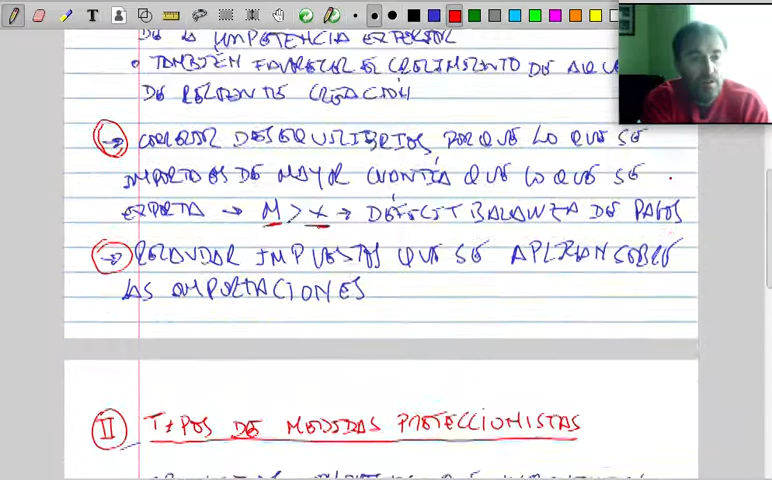 DE LA COMPETENCIA EXTERIOR
• TAMBIÉN FAVORECER EL CRECIMIENTO DE
DE RECIENTE CREACIÓN
→ CORREGIR DESEQUILIBRIOS PORQUE LO QUE SE
IMPORTA ES DE MAYOR CUANTÍA QUE LO QUE SE
EXPORTA → M > X → DÉFICIT BALANZA DE PAGOS
→ RECAUDAR IMPUESTOS QUE SE APLICAN SOBRE
LAS IMPORTACIONES
II TIPOS DE MEDIDAS PROTECCIONISTAS